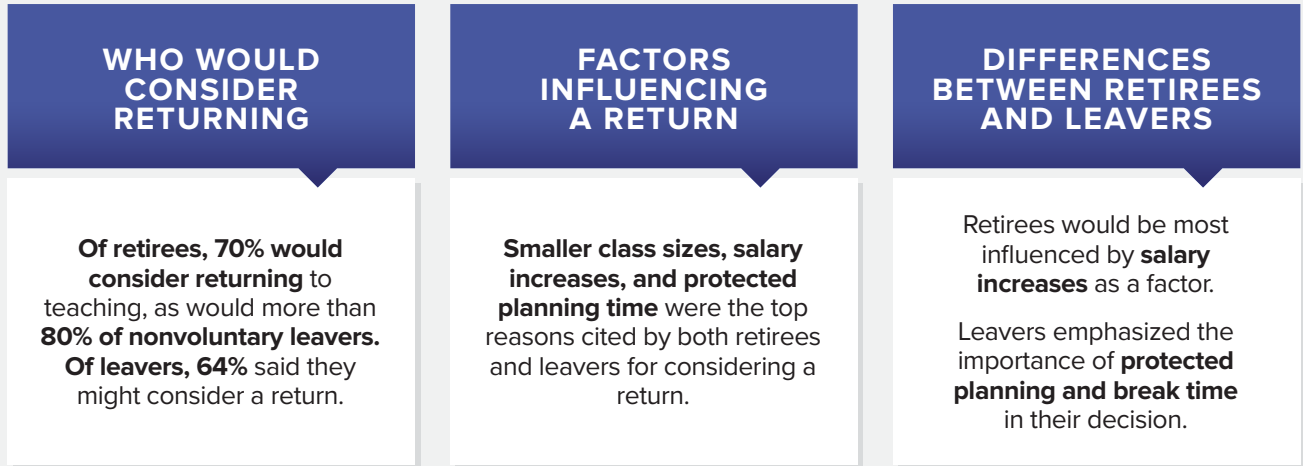 WHO WOULD
CONSIDER
RETURNING
Of retirees, 70% would
consider returning to
teaching, as would more than
80% of nonvoluntary leavers.
Of leavers, 64% said they
might consider a return.
FACTORS
INFLUENCING
A RETURN
Smaller class sizes, salary
increases, and protected
planning time were the top
reasons cited by both retirees
and leavers for considering a
return.
DIFFERENCES
BETWEEN RETIREES
AND LEAVERS
Retirees would be most
influenced by salary
increases as a factor.
Leavers emphasized the
importance of protected
planning and break time
in their decision.